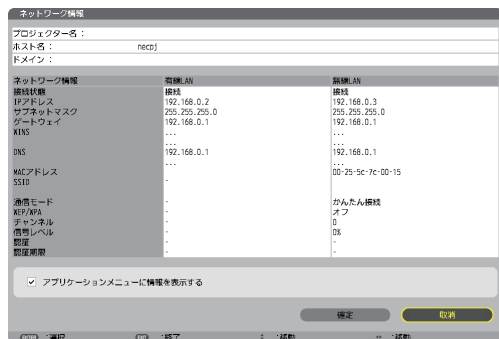 ネットワーク情報
プロジェクター名：
ホスト名： necpj
ドメイン：
ネットワーク情報 有線LAN 無線LAN
接続状態 接続 接続
IPアドレス 192.168.0.2 192.168.0.3
サブネットマスク 255.255.255.0 255.255.255.0
ゲートウェイ 192.168.0.1 192.168.0.1
WINS ... ...
... ...
DNS 192.168.0.1 192.168.0.1
... ...
MACアドレス 00-25-5c-7c-00-15
SSID -
通信モード - かんたん接続
WEP/WPA - オフ
チャンネル - 0
信号レベル - 0%
認証 - -
認証期限 - -
アプリケーションメニューに情報を表示する
確定 取消
ENTER :選択 EXIT :終了 :移動 :移動